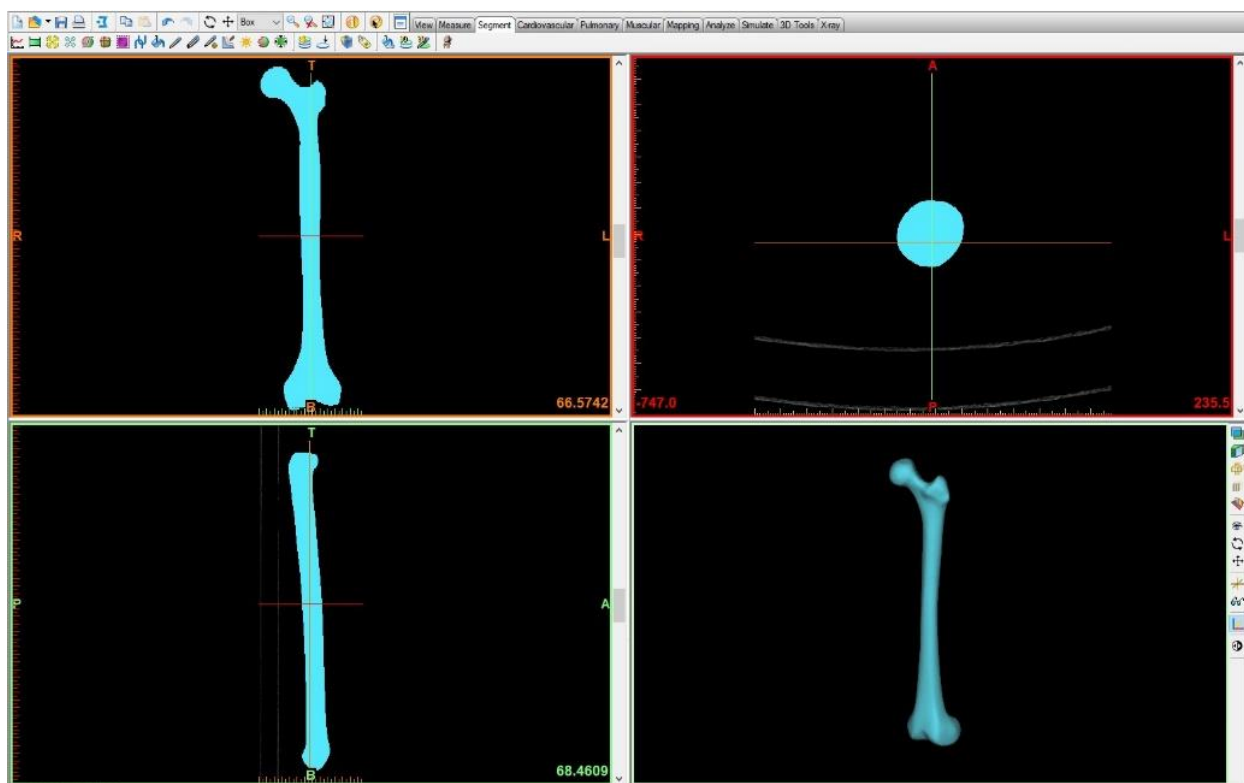 Box View Measure Segment Cardiovascular Pulmonary Muscular Mapping Analyze Simulate 3D Tools X-ray
T
R L
B 66.5742
A
R L
-747.0 P 235.5
T
P A
B 68.4609